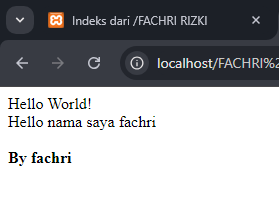 Indeks dari /FACHRI RIZKI
localhost/FACHRI%2
Hello World!
Hello nama saya fachri
By fachri